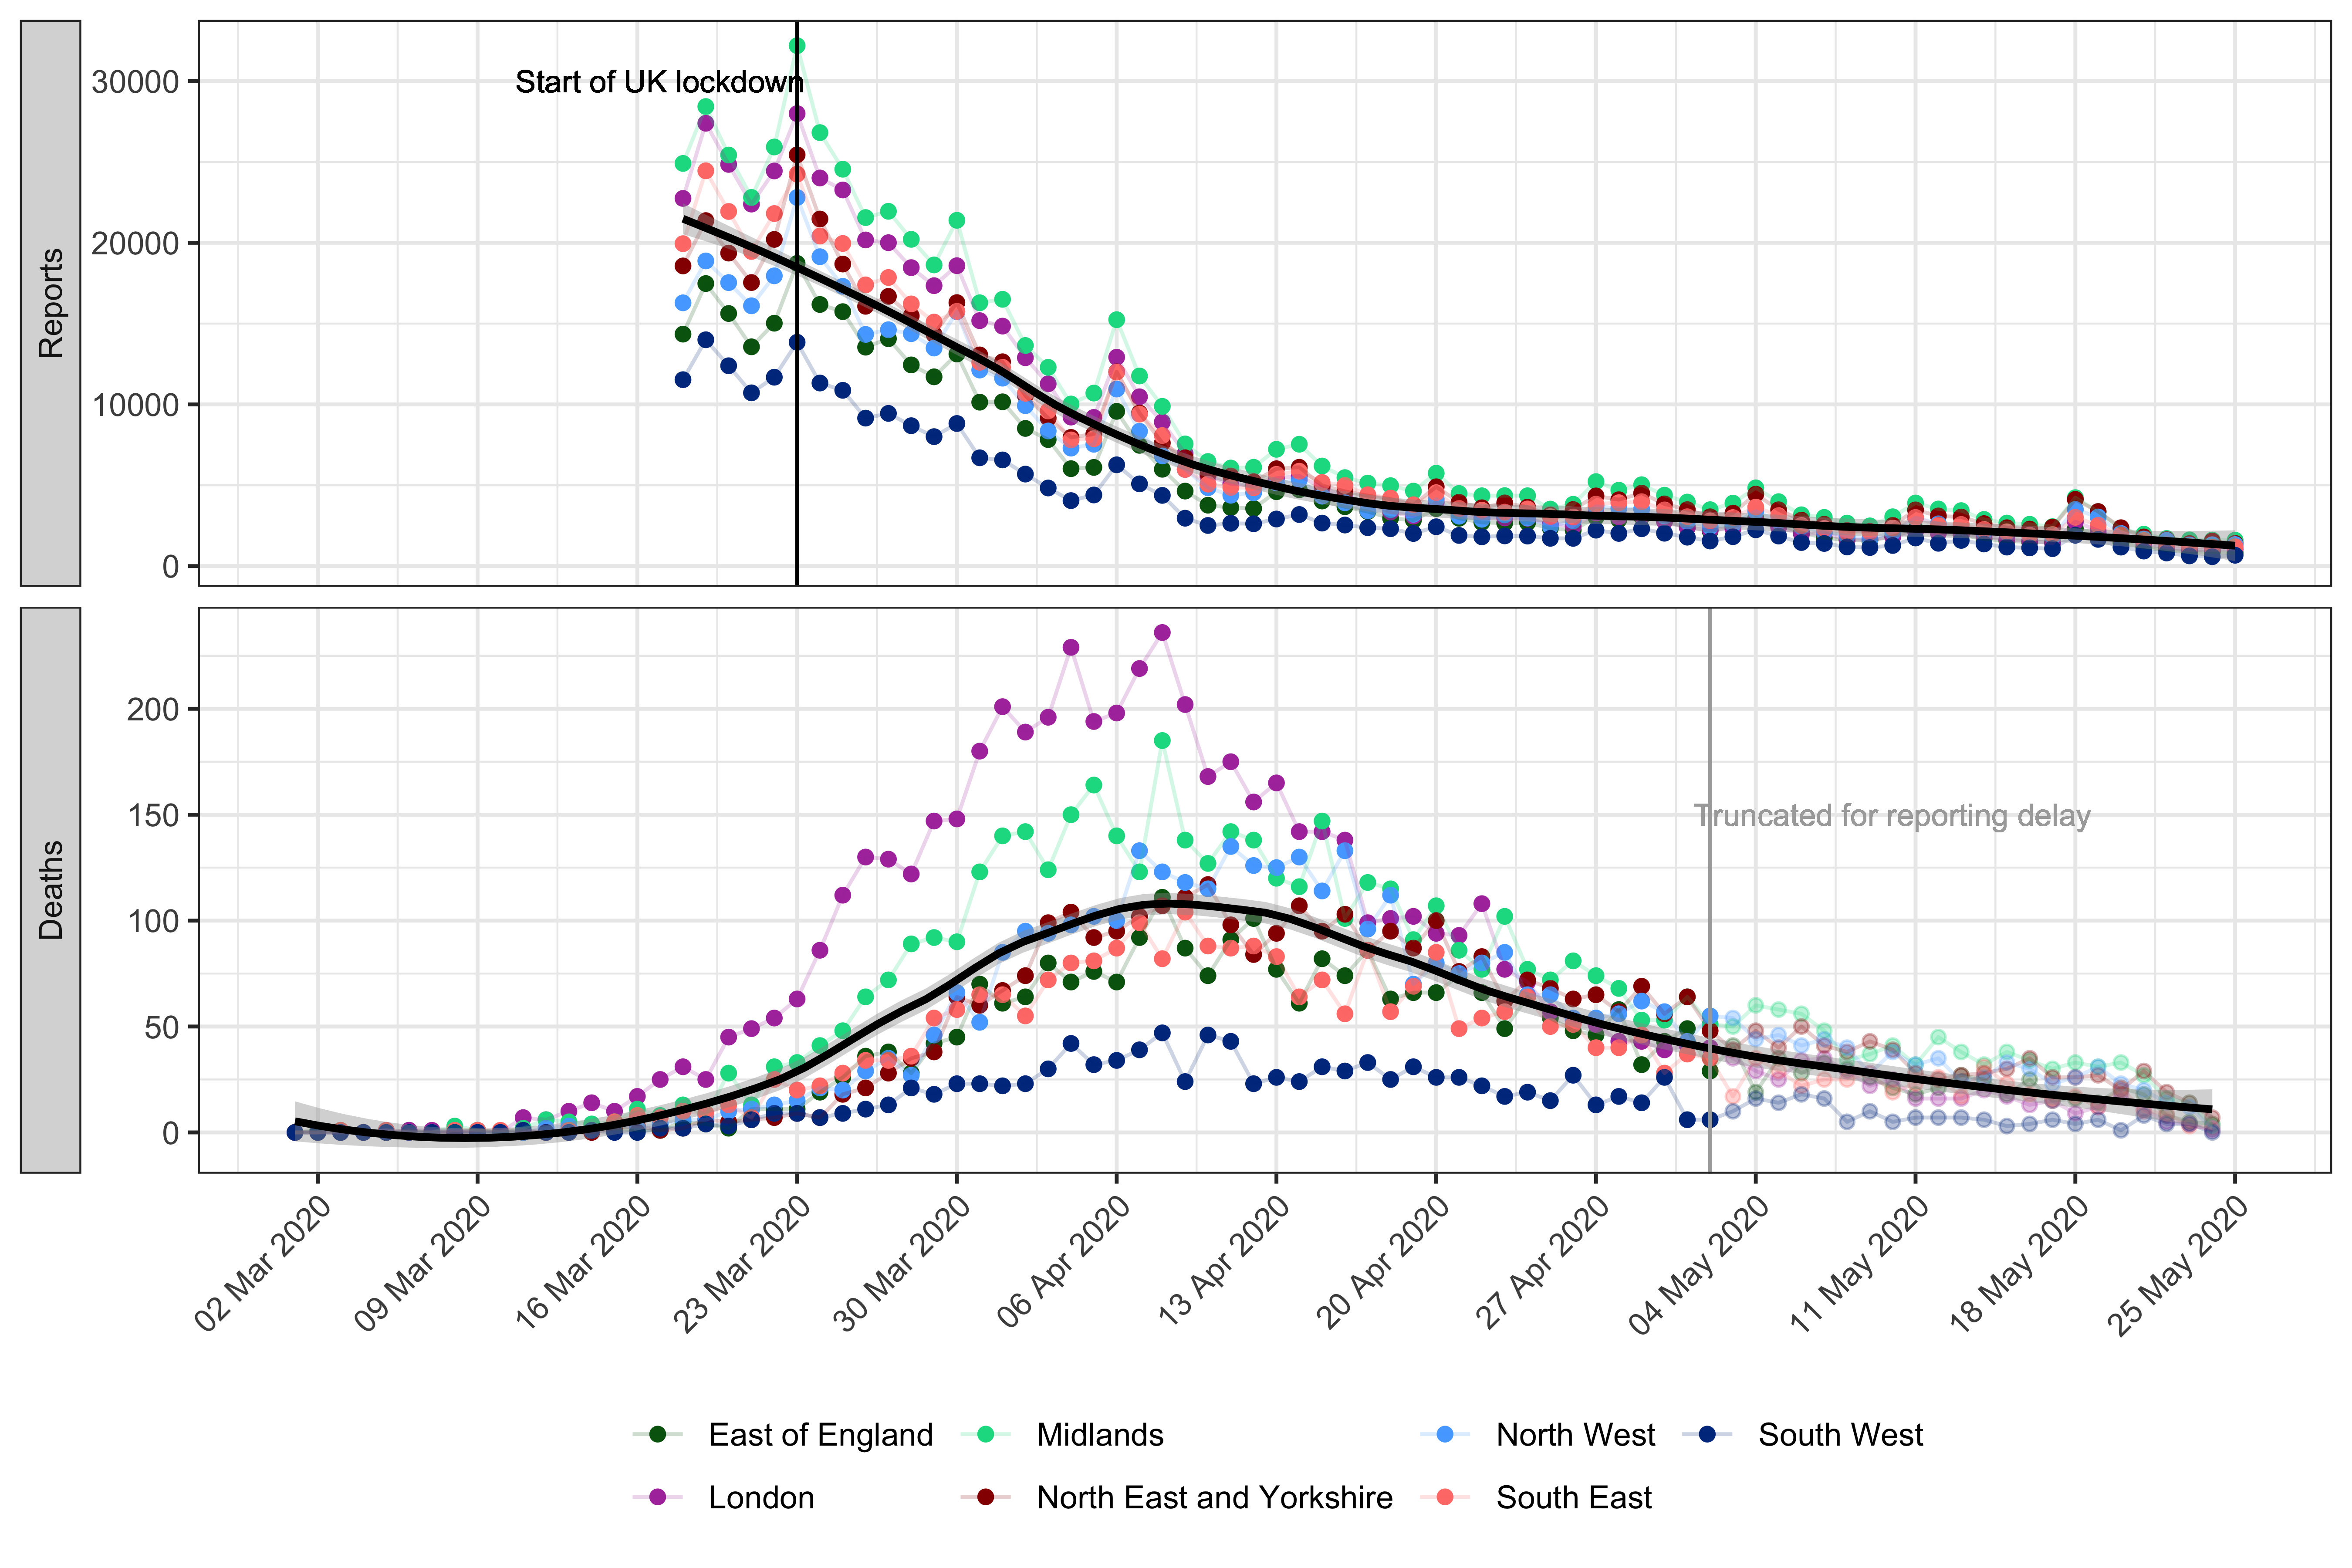 Reports
30000
20000
10000
0
Start of UK lockdown
Deaths
200
150
100
50
0
Truncated for reporting delay
02 Mar 2020
09 Mar 2020
16 Mar 2020
23 Mar 2020
30 Mar 2020
06 Apr 2020
13 Apr 2020
20 Apr 2020
27 Apr 2020
04 May 2020
11 May 2020
18 May 2020
25 May 2020
East of England
Midlands
North West
South West
London
North East and Yorkshire
South East